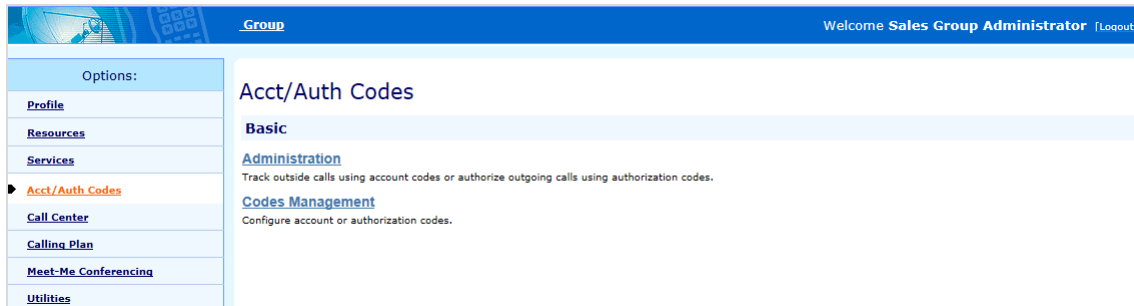 Group
Welcome Sales Group Administrator [Logout
Options:
Profile
Resources
Services
Acct/Auth Codes
Call Center
Calling Plan
Meet-Me Conferencing
Utilities
Acct/Auth Codes
Basic
Administration
Track outside calls using account codes or authorize outgoing calls using authorization codes.
Codes Management
Configure account or authorization codes.